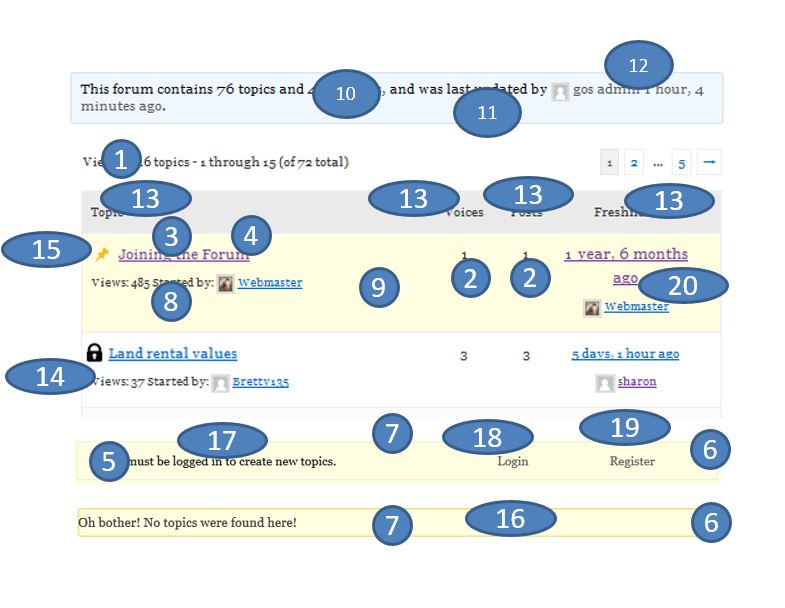 12
This forum contains 76 topics and 10 and was last updated by gos admin 1 hour, 4
minutes ago.
11
1 topics - 1 through 15 (of 72 total) 1 2 ... 5 →
13 13 13 13
Topic Voices Posts Freshness
15 3 4
Joining the Forum 1 1 1 year, 6 months
ago
2 2 20
Views: 485 Started by: Webmaster 9
8 Webmaster
Land rental values 3 3 5 days, 1 hour ago
14 Views: 37 Started by: Bretty135 sharon
17 7 18 19 6
5 must be logged in to create new topics. Login Register
16
Oh bother! No topics were found here! 7 6